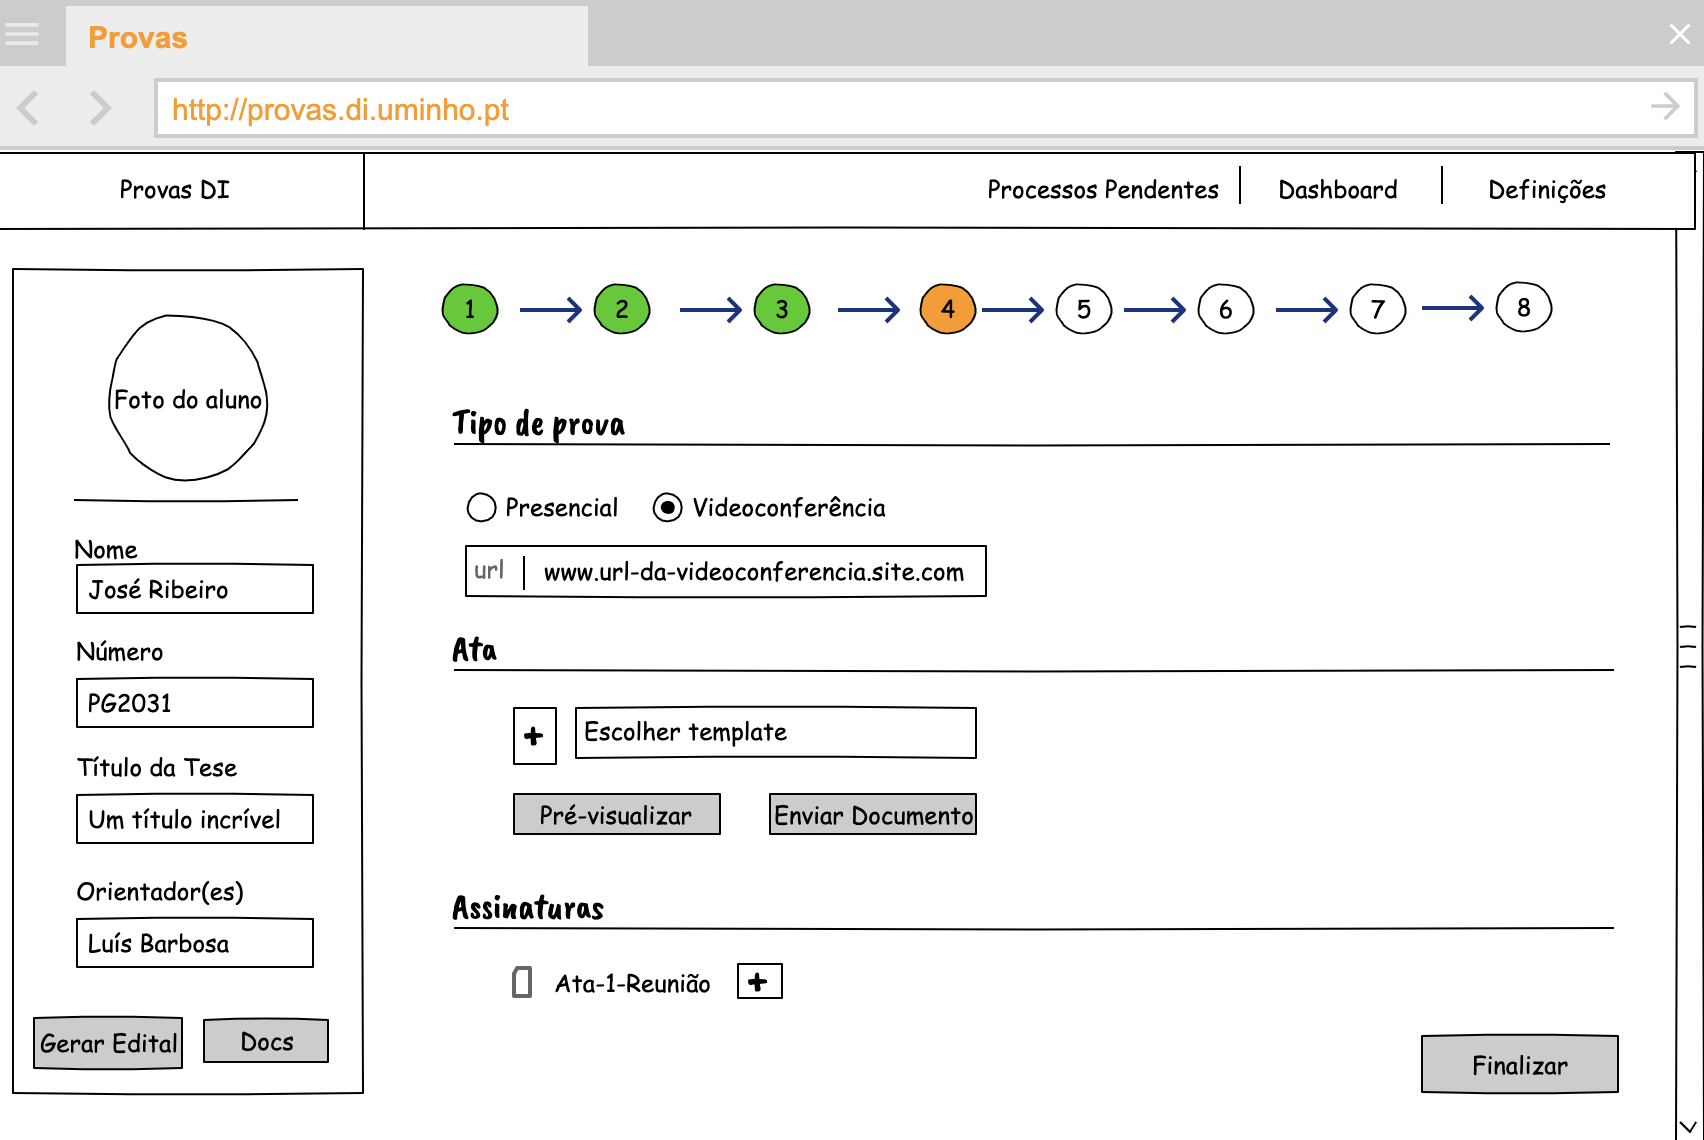 Provas
http://provas.di.uminho.pt
Provas DI
Processos Pendentes
Dashboard
Definições
Foto do aluno
Nome
José Ribeiro
Número
PG2031
Título da Tese
Um título incrível
Orientador(es)
Luís Barbosa
Gerar Edital
Docs
1
2
3
4
5
6
7
8
Tipo de prova
Presencial
Videoconferência
url
www.url-da-videoconferencia.site.com
Ata
+
Escolher template
Pré-visualizar
Enviar Documento
Assinaturas
Ata-1-Reunião
+
Finalizar